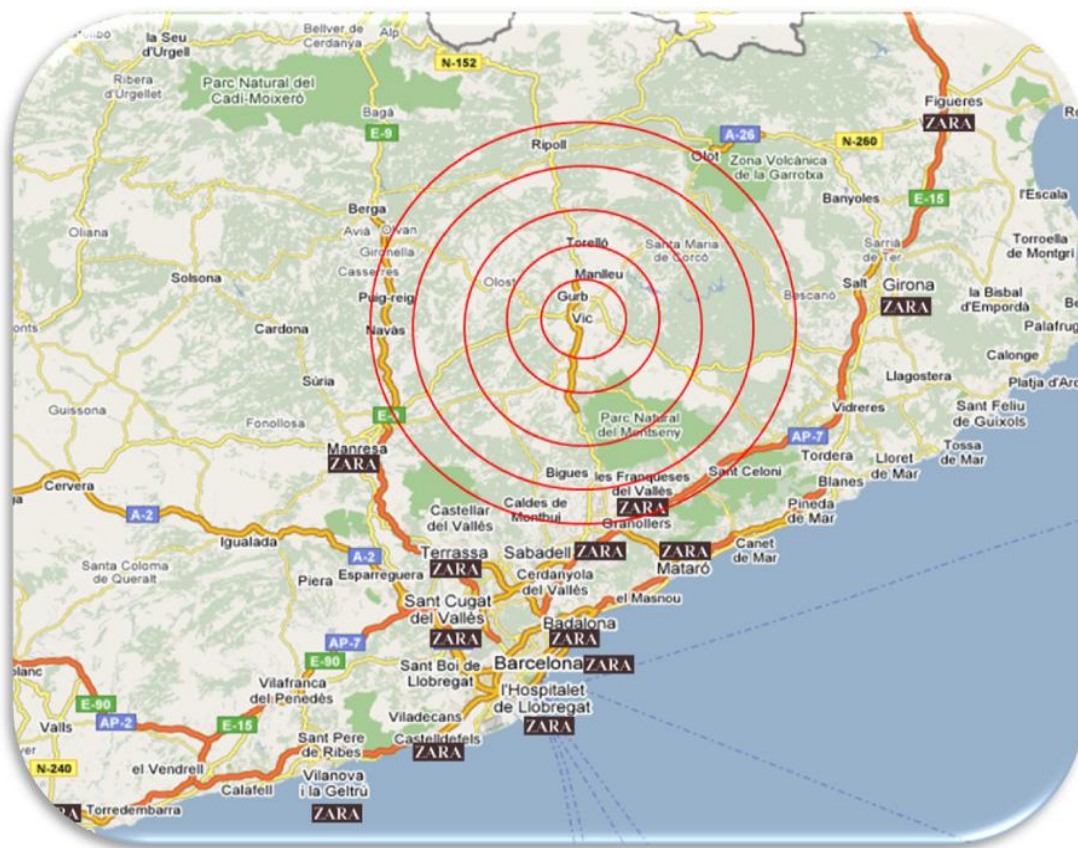 la Seu
d'Urgell
Bellver de
Cerdanya
Alp
N-152
Ribera
d'Urgellet
Parc Natural del
Cadí-Moixeró
Bagà
E-9
Figueres
ZARA
Ripoll
A-26
N-260
Olot
Zona Volcànica
de la Garrotxa
Banyoles
E-15
l'Escala
Berga
Oliana
Avià
Olvan
Gironella
Casserres
Torelló
Santa Maria
de Corcó
Sarrià
de Ter
Torroella
de Montgrí
Solsona
Olost
Manlleu
Salt
Girona
ZARA
la Bisbal
d'Empordà
Puig-reig
Gurb
Vic
Bescanó
Cardona
Navàs
Palafrug
Calonge
Súria
Llagostera
Platja d'Aro
Guissona
Fonollosa
Parc Natural
del Montseny
Vidreres
Sant Feliu
de Guíxols
AP-7
Tossa
de Mar
Manresa
ZARA
Bigues
les Franqueses
del Vallès
ZARA
Sant Celoni
Tordera
Lloret
de Mar
Cervera
Blanes
A-2
Castellar
del Vallès
Caldes de
Montbui
Granollers
Pineda
de Mar
Igualada
A-2
Terrassa
ZARA
Sabadell
ZARA
ZARA
Mataró
Canet
de Mar
Santa Coloma
de Queralt
Piera
Esparreguera
Cerdanyola
del Vallès
el Masnou
Sant Cugat
del Vallès
ZARA
Badalona
ZARA
AP-7
E-90
Sant Boi de
Llobregat
Barcelona
ZARA
Vilafranca
del Penedès
l'Hospitalet
de Llobregat
ZARA
E-90
AP-2
E-15
Valls
Viladecans
Castelldefels
ZARA
Sant Pere
de Ribes
N-240
el Vendrell
Calafell
Vilanova
i la Geltrú
ZARA
Torredembarra